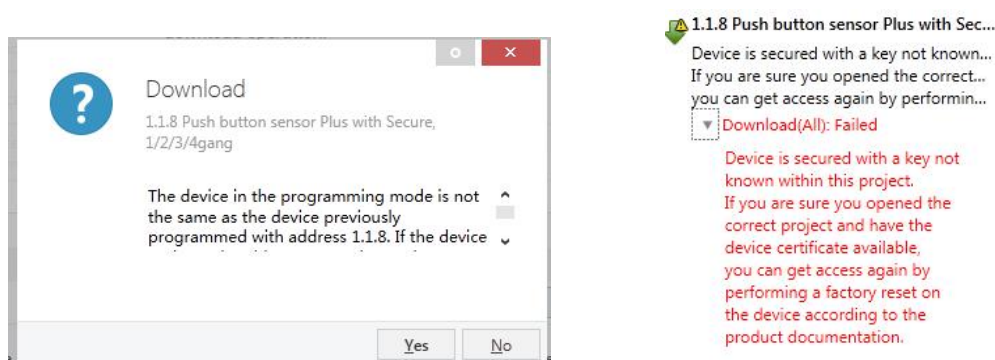 Download
1.1.8 Push button sensor Plus with Secure,
1/2/3/4gang
The device in the programming mode is not
the same as the device previously
programmed with address 1.1.8. If the device
Yes
No
1.1.8 Push button sensor Plus with Sec...
Device is secured with a key not known...
If you are sure you opened the correct...
you can get access again by performin...
Download(All): Failed
Device is secured with a key not
known within this project.
If you are sure you opened the
correct project and have the
device certificate available,
you can get access again by
performing a factory reset on
the device according to the
product documentation.